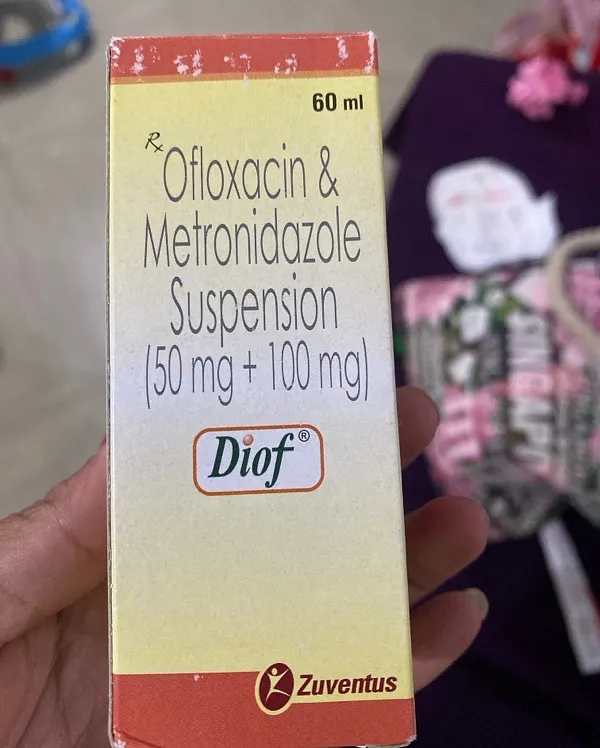 60 ml
Rx Ofloxacin &
Metronidazole
Suspension
(50 mg + 100 mg)
Diof®
Zuventus